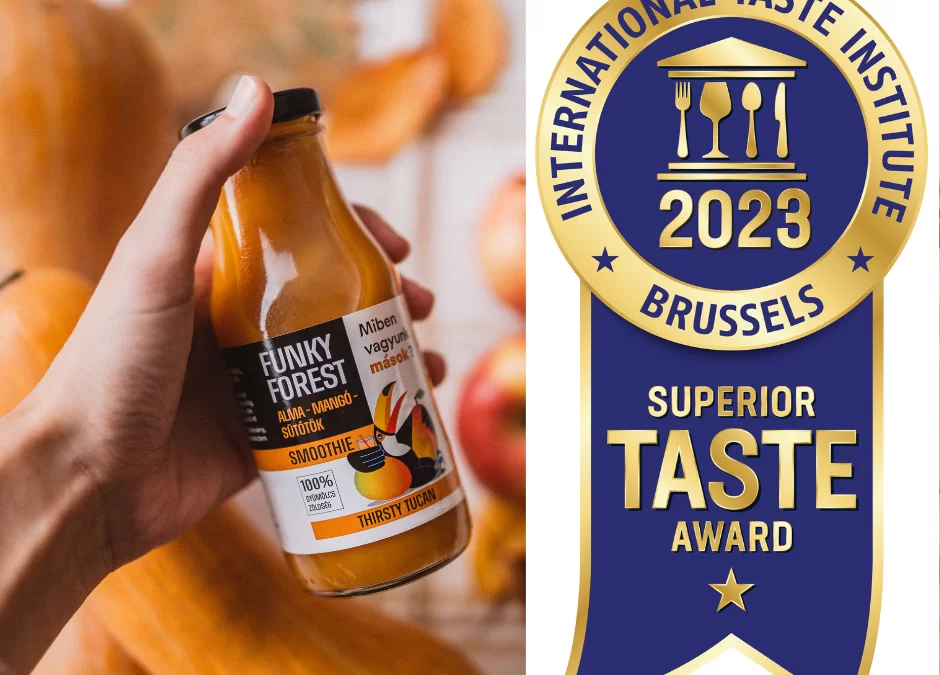 FUNKY
FOREST
ALMA - MANGÓ -
SÜTŐTÖK
SMOOTHIE
100%
GYÜMÖLCS
ZÖLDSÉG
THIRSTY TUCAN
Miben
vagyunk
mások?
INTERNATIONAL TASTE INSTITUTE
2023
BRUSSELS
SUPERIOR
TASTE
AWARD